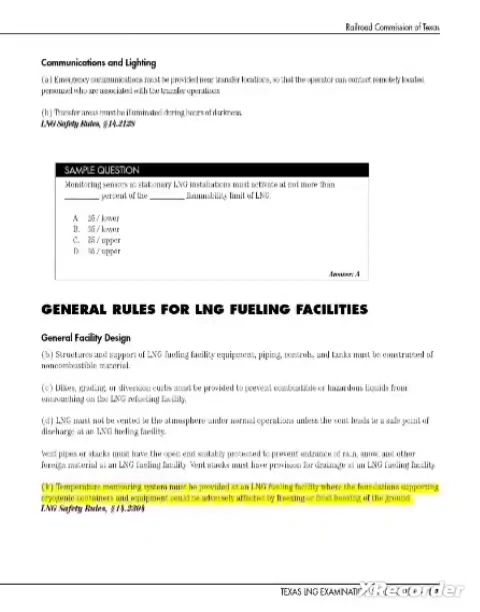 Railroad Commission of Texas
Communications and Lighting
(a) Emergency communications must be provided near transfer locations, so that the operator can contact remotely located
personnel who are associated with the transfer operations
(b) Transfer areas must be illuminated during hours of darkness.
LNG Safety Rules, §14.2128
SAMPLE QUESTION
Monitoring sensors at stationary LNG installations must activate at not more than
________ percent of the ________ flammability limit of LNG.
A. 25 / lower
B. 35 / lower
C. 25 / upper
D. 35 / upper
Answer: A
GENERAL RULES FOR LNG FUELING FACILITIES
General Facility Design
(b) Structures and support of LNG fueling facility equipment, piping, controls, and tanks must be constructed of
noncombustible material.
(c) Dikes, grading, or diversion curbs must be provided to prevent combustible or hazardous liquids from
encroaching on the LNG refueling facility.
(d) LNG must not be vented to the atmosphere under normal operations unless the vent leads to a safe point of
discharge at an LNG fueling facility.
Vent pipes or stacks must have the open end suitably protected to prevent entrance of rain, snow, and other
foreign material at an LNG fueling facility. Vent stacks must have provision for drainage at an LNG fueling facility.
Temperature monitoring system must be provided at an LNG fueling facility where the foundations supporting
cryogenic containers and equipment could be adversely affected by freezing or frost heaving of the ground.
LNG Safety Rules, §14.2304
TEXAS LNG EXAMINATION
XRecorder